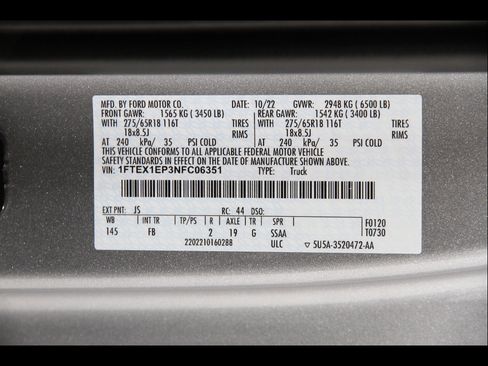 MFD. BY FORD MOTOR CO. DATE: 10/22 GVWR: 2948 KG ( 6500 LB)
FRONT GAWR: 1565 KG ( 3450 LB) REAR GAWR: 1542 KG ( 3400 LB)
WITH 275/65R18 116T TIRES WITH 275/65R18 116T TIRES
18x8.5J RIMS 18x8.5J RIMS
AT 240 kPa/ 35 PSI COLD AT 240 kPa/ 35 PSI COLD
THIS VEHICLE CONFORMS TO ALL APPLICABLE FEDERAL MOTOR VEHICLE
SAFETY STANDARDS IN EFFECT ON THE DATE OF MANUFACTURE SHOWN ABOVE.
VIN: 1FTEX1EP3NFC06351 TYPE: Truck
EXT PNT: JS RC: 44 DSO: F0120
WB INT TR TP/PS R AXLE TR SPR T0730
145 FB 2 19 G SSAA
2202210160288 ULC 5U5A-3520472-AA